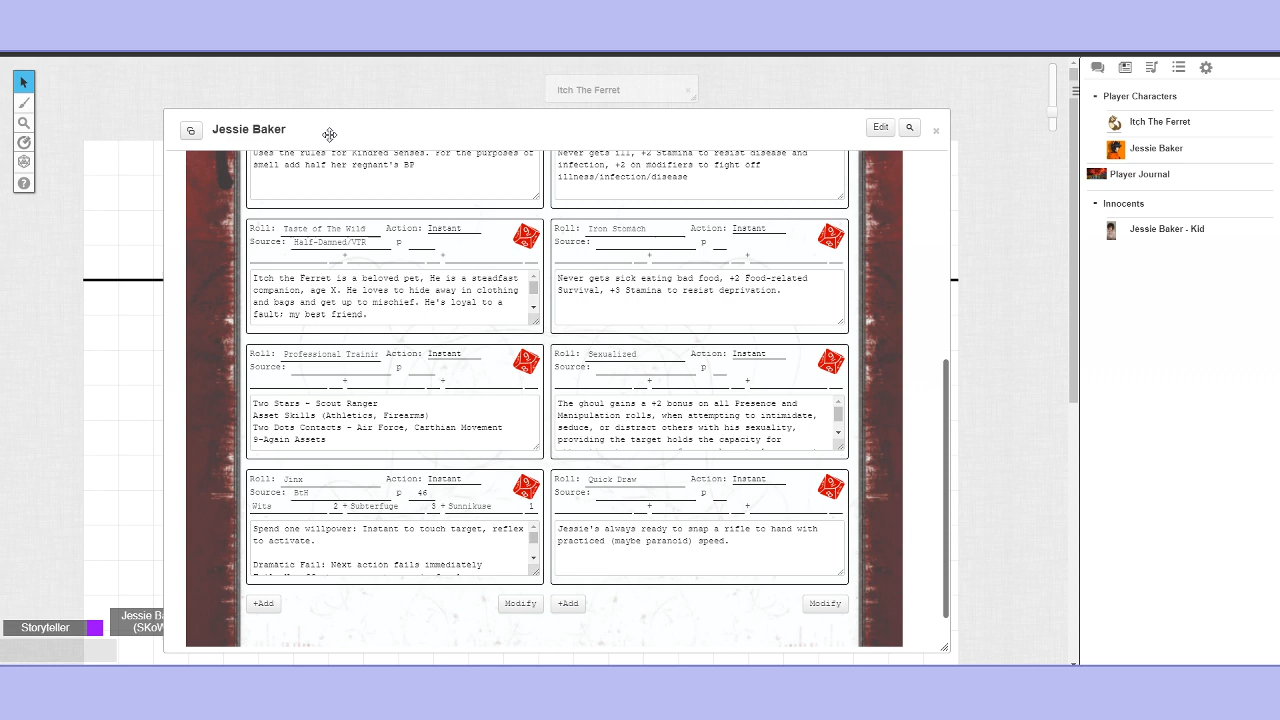 Itch The Ferret
Jessie Baker
Edit
Uses the rules for Kindred For the purposes of
smell add half her regnant's BP
Never gets ill, +2 Stamina to resist disease and
infection, +2 on modifiers to fight off
illness/infection/disease
Roll: Taste of The Wild Action: Instant
Source: Half-Damned/VTR p
+ +
Itch the Ferret is a beloved pet. He is a steadfast
companion, age X. He loves to hide away in clothing
and bags and get up to mischief. He's loyal to a
fault; my best friend.
Roll: Iron Stomach Action: Instant
Source: p
+ +
Never get sick eating bad food, +2 Food-related
Survival, +3 Stamina to resist deprivation.
Roll: Professional Trainin Action: Instant
Source: p
+ +
Two Stars - Scout Ranger
Asset Skills (Athletics, Firearms)
Two Dots Contacts - Air Force, Carthian Movement
9-Again Assets
Roll: Sexualized Action: Instant
Source: p
+ +
The ghoul gains a +2 bonus on all Presence and
Manipulation rolls, when attempting to intimidate,
seduce, or distract others with his sexuality,
provided the target holds the capacity to be
Roll: Jinx Action: Instant
Source: BtH p 46
Wits 2 + Subterfuge 3 + Sunnikuse 1
Spend one willpower: Instant to touch target, reflex
to activate.
Dramatic Fail: Next action fails immediately
Roll: Quick Draw Action: Instant
Source: p
+ +
Jessie's always ready to snap a rifle to hand with
practiced (maybe paranoid) speed.
+Add
Modify
+Add
Modify
Storyteller
Jessie Ba
(SKoW
Player Characters
Itch The Ferret
Jessie Baker
Player Journal
Innocents
Jessie Baker - Kid